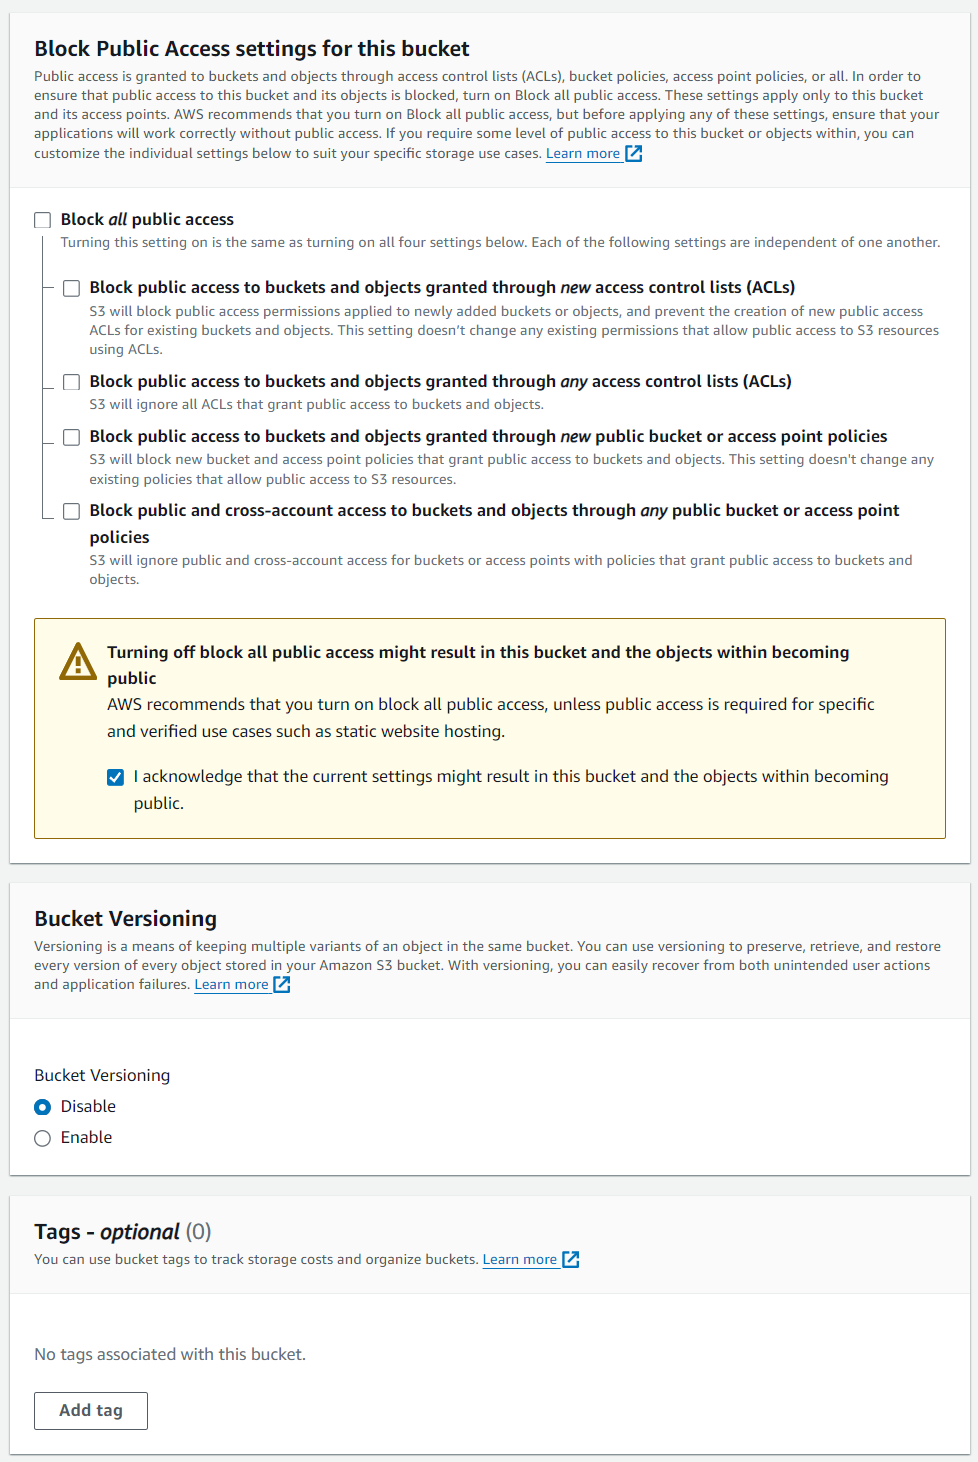 Block Public Access settings for this bucket
Public access is granted to buckets and objects through access control lists (ACLs), bucket policies, access point policies, or all. In order to
ensure that public access to this bucket and its objects is blocked, turn on Block all public access. These settings apply only to this bucket
and its access points. AWS recommends that you turn on Block all public access, but before applying any of these settings, ensure that your
applications will work correctly without public access. If you require some level of public access to this bucket or objects within, you can
customize the individual settings below to suit your specific storage use cases. Learn more
Block all public access
Turning this setting on is the same as turning on all four settings below. Each of the following settings are independent of one another.
Block public access to buckets and objects granted through new access control lists (ACLs)
S3 will block public access permissions applied to newly added buckets or objects, and prevent the creation of new public access
ACLs for existing buckets and objects. This setting doesn't change any existing permissions that allow public access to S3 resources
using ACLs.
Block public access to buckets and objects granted through any access control lists (ACLs)
S3 will ignore all ACLs that grant public access to buckets and objects.
Block public access to buckets and objects granted through new public bucket or access point policies
S3 will block new bucket and access point policies that grant public access to buckets and objects. This setting doesn't change any
existing policies that allow public access to S3 resources.
Block public and cross-account access to buckets and objects through any public bucket or access point
policies
S3 will ignore public and cross-account access for buckets or access points with policies that grant public access to buckets and
objects.
Turning off block all public access might result in this bucket and the objects within becoming
public
AWS recommends that you turn on block all public access, unless public access is required for specific
and verified use cases such as static website hosting.
I acknowledge that the current settings might result in this bucket and the objects within becoming
public.
Bucket Versioning
Versioning is a means of keeping multiple variants of an object in the same bucket. You can use versioning to preserve, retrieve, and restore
every version of every object stored in your Amazon S3 bucket. With versioning, you can easily recover from both unintended user actions
and application failures. Learn more
Bucket Versioning
Disable
Enable
Tags - optional (0)
You can use bucket tags to track storage costs and organize buckets. Learn more
No tags associated with this bucket.
Add tag